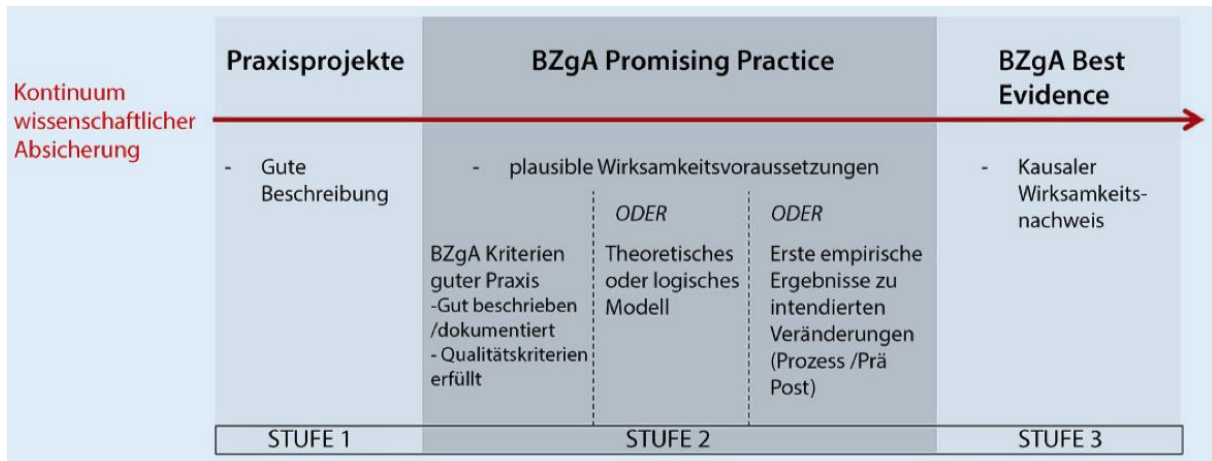 Praxisprojekte
BZgA Promising Practice
BZgA Best
Evidence
Kontinuum
wissenschaftlicher
Absicherung
- Gute
Beschreibung
- plausible Wirksamkeitsvoraussetzungen
BZgA Kriterien
guter Praxis
-Gut beschrieben
/dokumentiert
- Qualitätskriterien
erfüllt
ODER
Theoretisches
oder logisches
Modell
ODER
Erste empirische
Ergebnisse zu
intendierten
Veränderungen
(Prozess /Prä
Post)
- Kausaler
Wirksamkeits-
nachweis
STUFE 1
STUFE 2
STUFE 3